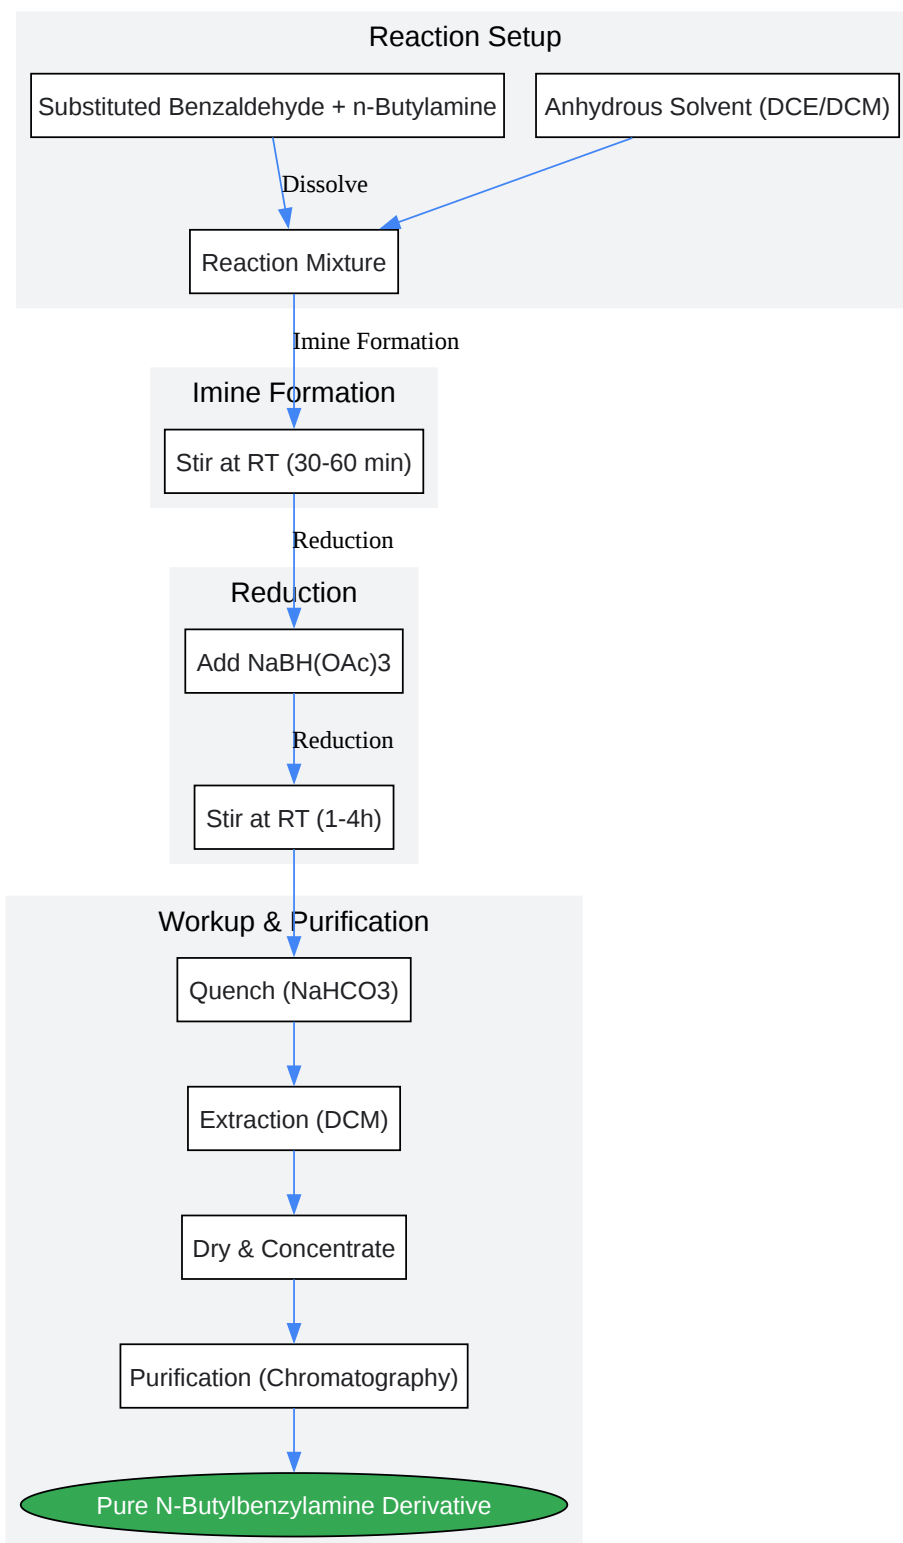 Reaction Setup
Substituted Benzaldehyde + n-Butylamine
Anhydrous Solvent (DCE/DCM)
Dissolve
Reaction Mixture
Imine Formation
Imine Formation
Stir at RT (30-60 min)
Reduction
Reduction
Add NaBH(OAc)3
Reduction
Stir at RT (1-4h)
Workup & Purification
Quench (NaHCO3)
Extraction (DCM)
Dry & Concentrate
Purification (Chromatography)
Pure N-Butylbenzylamine Derivative